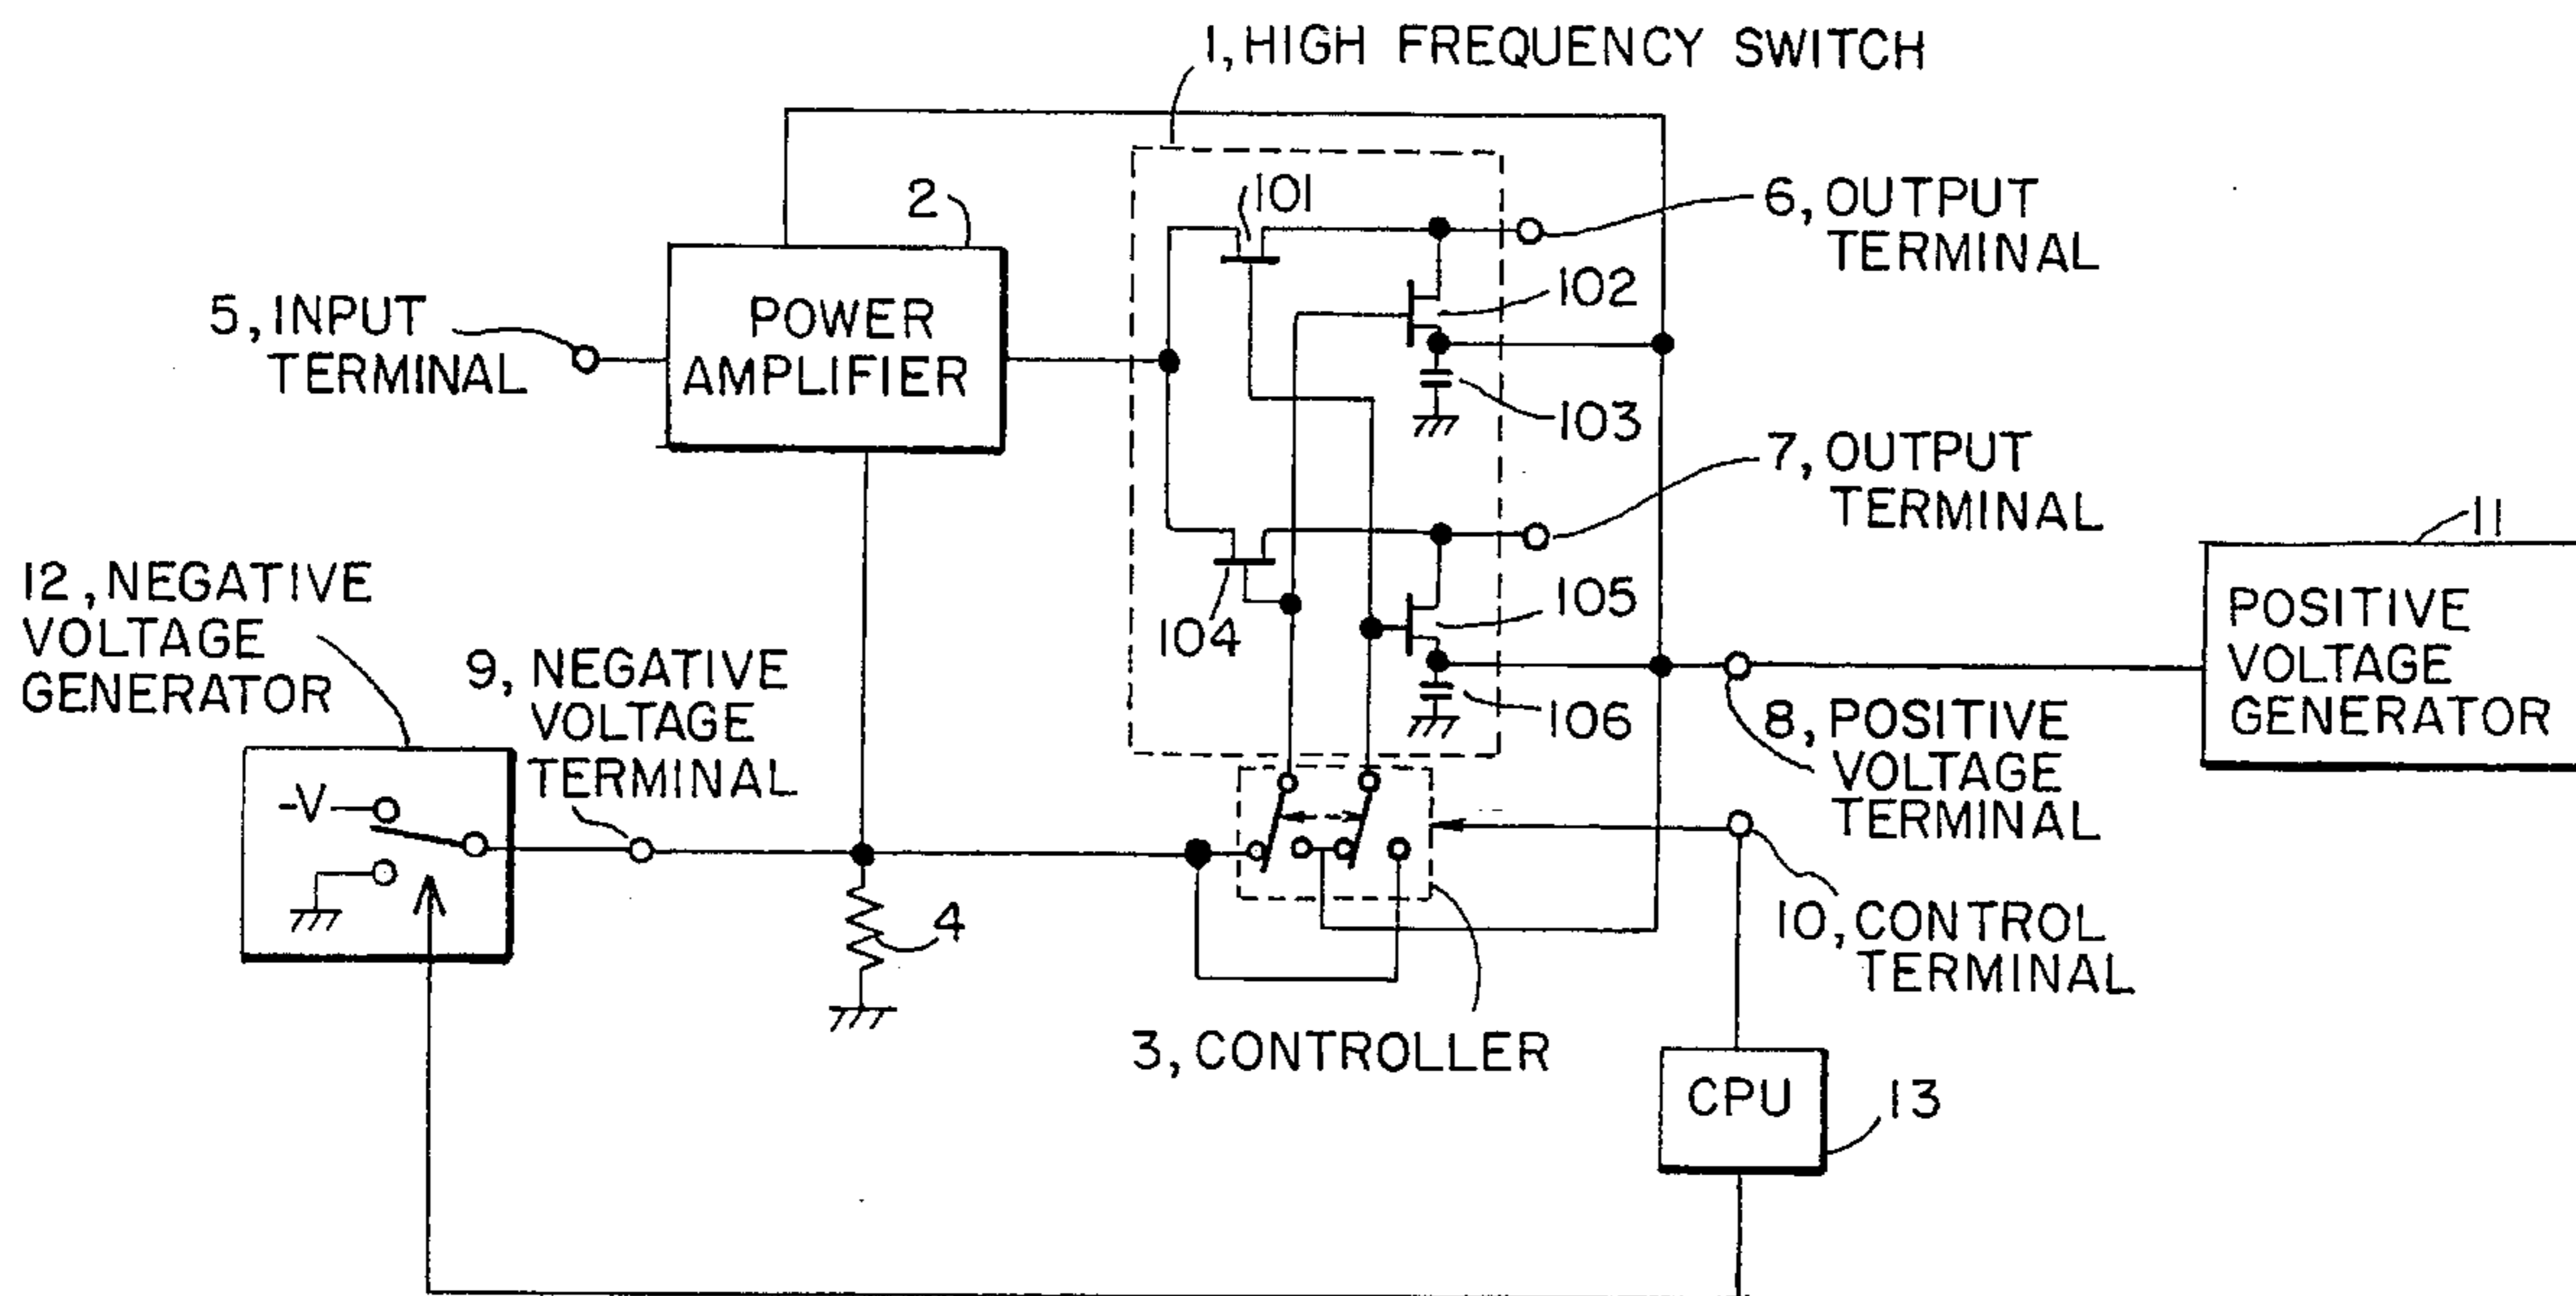 1, HIGH FREQUENCY SWITCH
2
101
6, OUTPUT
TERMINAL
5, INPUT
TERMINAL
POWER
AMPLIFIER
102
103
7, OUTPUT
TERMINAL
11
12, NEGATIVE
VOLTAGE
GENERATOR
9, NEGATIVE
VOLTAGE
TERMINAL
104
105
106
8, POSITIVE
VOLTAGE
TERMINAL
POSITIVE
VOLTAGE
GENERATOR
-V
4
10, CONTROL
TERMINAL
3, CONTROLLER
CPU
13